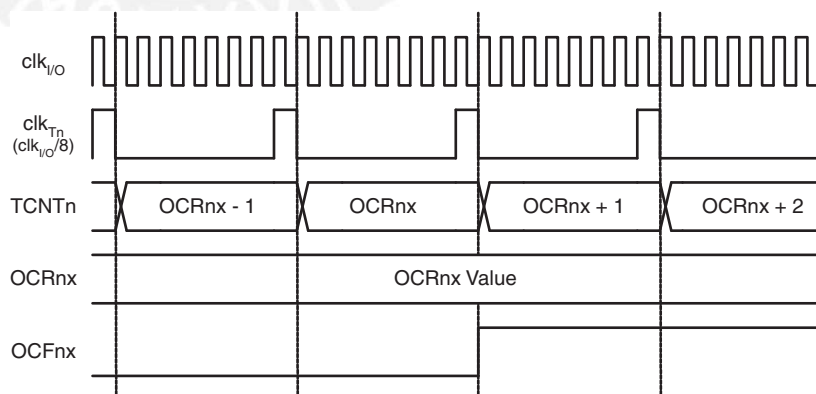 clkI/O
clkTn
(clkI/O/8)
TCNTn OCRnx - 1 OCRnx OCRnx + 1 OCRnx + 2
OCRnx OCRnx Value
OCFnx